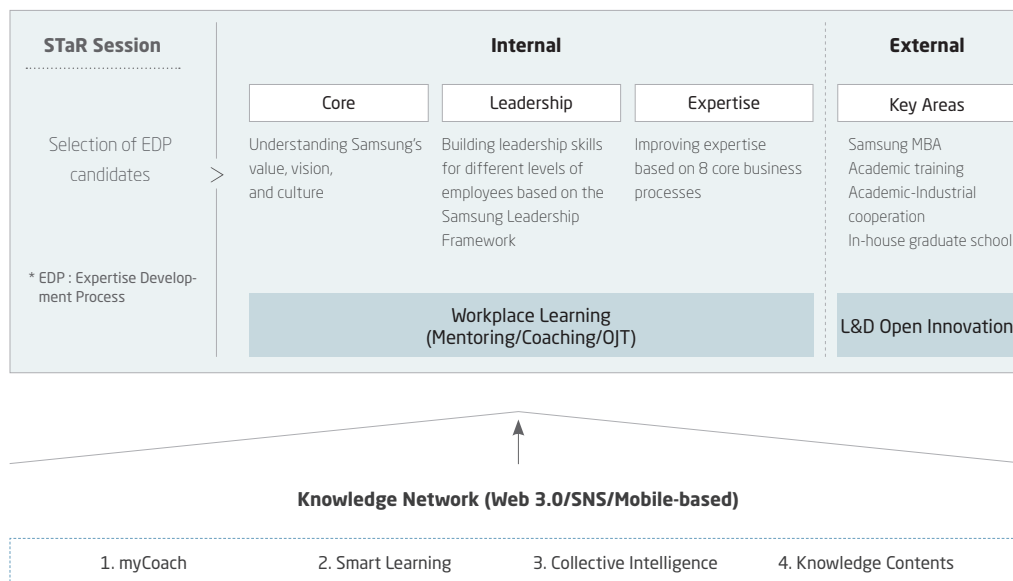 STaR Session
Selection of EDP
candidates
* EDP : Expertise Develop-
ment Process
Internal
Core
Understanding Samsung's
value, vision,
and culture
Leadership
Building leadership skills
for different levels of
employees based on the
Samsung Leadership
Framework
Expertise
Improving expertise
based on 8 core business
processes
Workplace Learning
(Mentoring/Coaching/OJT)
External
Key Areas
Samsung MBA
Academic training
Academic-Industrial
cooperation
In-house graduate school
L&D Open Innovation
Knowledge Network (Web 3.0/SNS/Mobile-based)
1. myCoach
2. Smart Learning
3. Collective Intelligence
4. Knowledge Contents